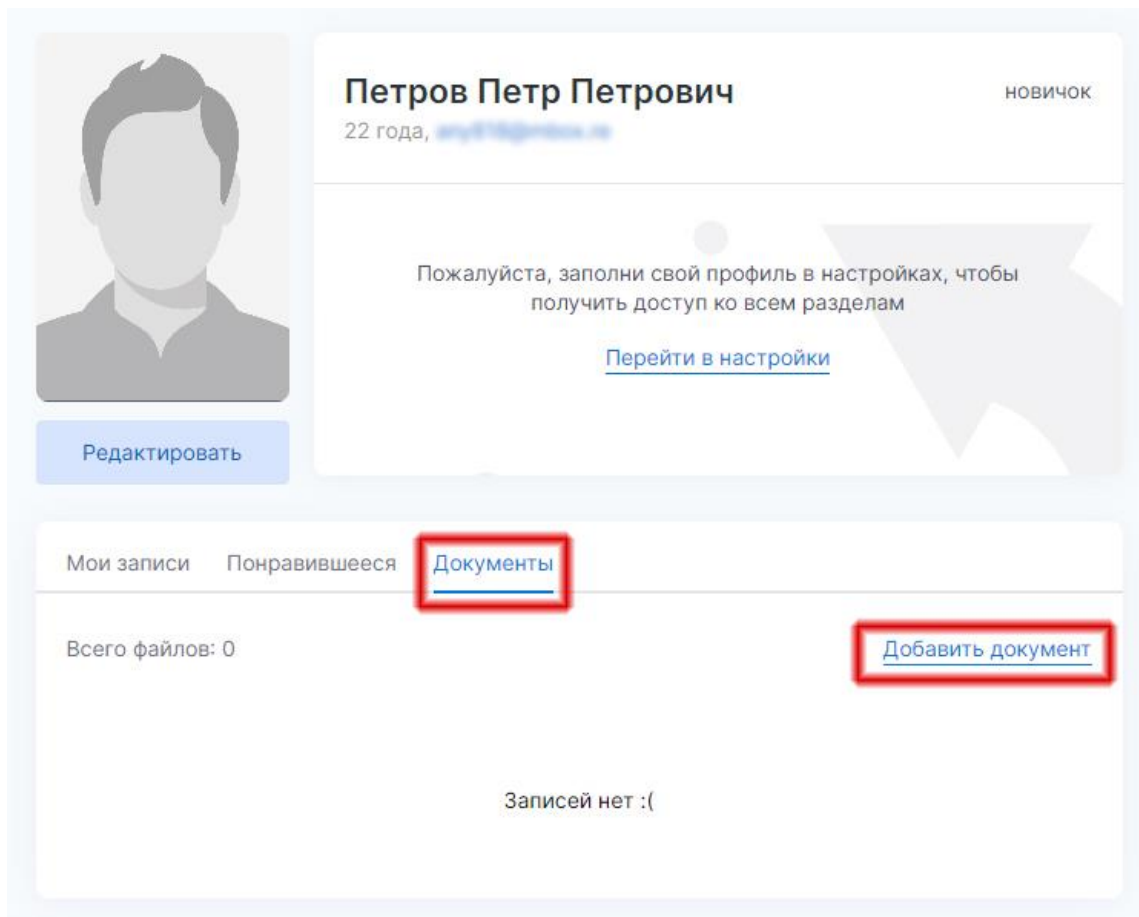 Петров Петр Петрович
новичок
22 года,
Пожалуйста, заполни свой профиль в настройках, чтобы
получить доступ ко всем разделам
Перейти в настройки
Редактировать
Мои записи Понравившееся Документы
Всего файлов: 0 Добавить документ
Записей нет :(